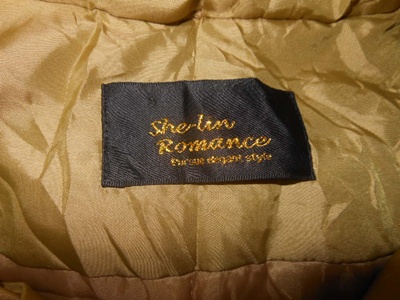 She-lin
Romance
Pursue elegant style